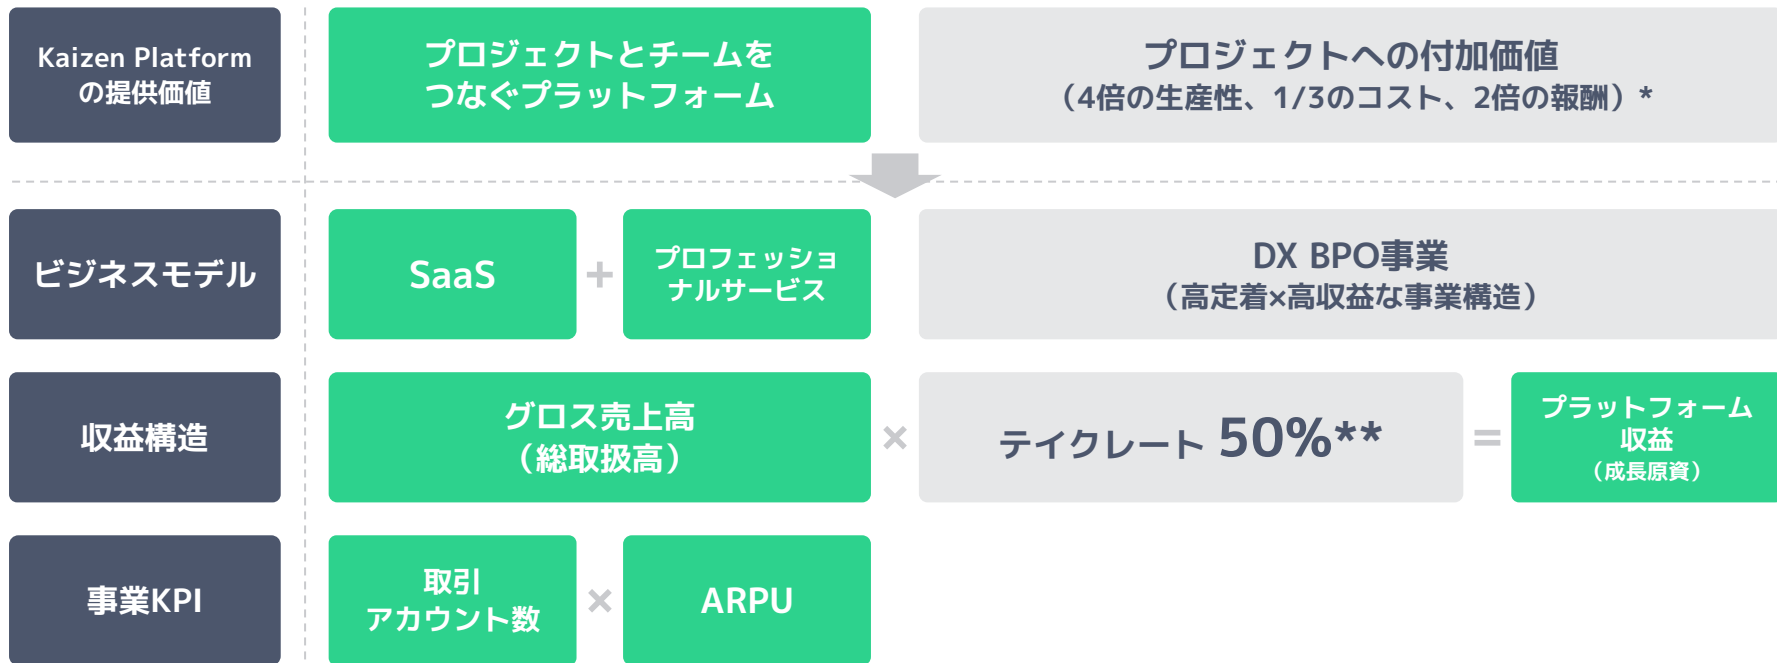 Kaizen Platform
の提供価値
プロジェクトとチームを
つなぐプラットフォーム
プロジェクトへの付加価値
（4倍の生産性、1/3のコスト、2倍の報酬）*
ビジネスモデル
SaaS
+
プロフェッショ
ナルサービス
DX BPO事業
（高定着×高収益な事業構造）
収益構造
グロス売上高
（総取扱高）
×
テイクレート 50%**
=
プラットフォーム
収益
（成長原資）
事業KPI
取引
アカウント数
×
ARPU